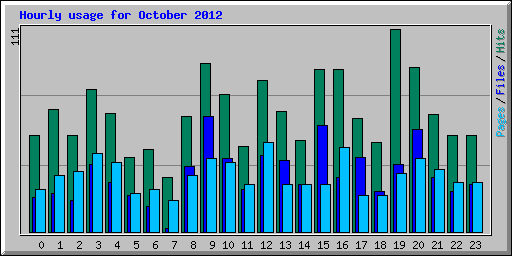 Hourly usage for October 2012
111
Pages/Files/Hits
0 1 2 3 4 5 6 7 8 9 10 11 12 13 14 15 16 17 18 19 20 21 22 23